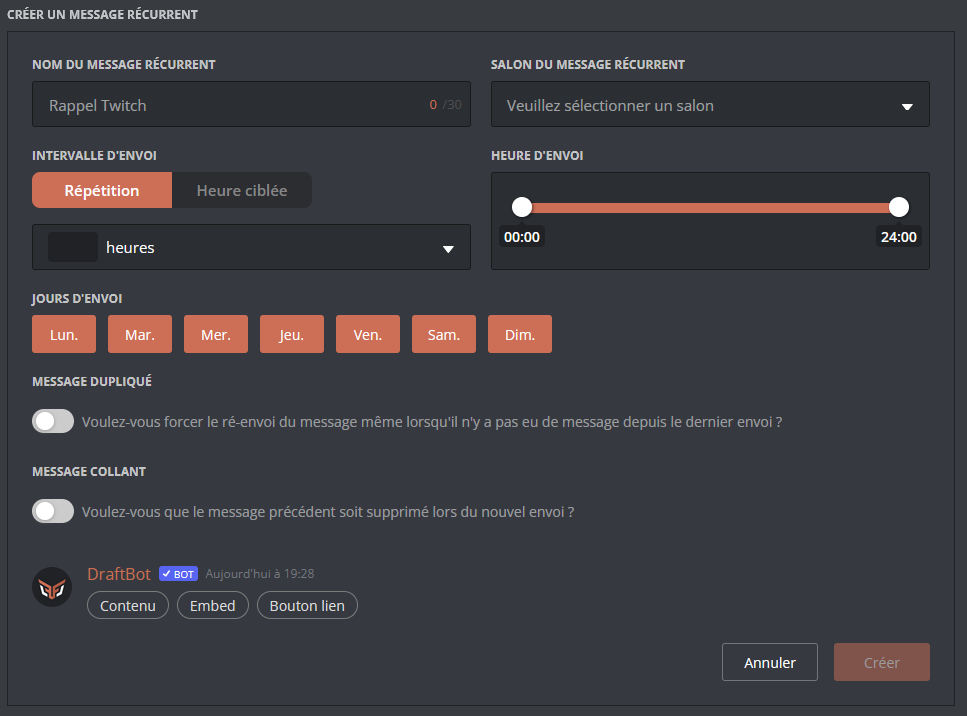 CRÉER UN MESSAGE RÉCURRENT
NOM DU MESSAGE RÉCURRENT
Rappel Twitch 0 /30
SALON DU MESSAGE RÉCURRENT
Veuillez sélectionner un salon
INTERVALLE D'ENVOI
Répétition Heure ciblée
heures
HEURE D'ENVOI
00:00 24:00
JOURS D'ENVOI
Lun. Mar. Mer. Jeu. Ven. Sam. Dim.
MESSAGE DUPLIQUÉ
Voulez-vous forcer le ré-envoi du message même lorsqu'il n'y a pas eu de message depuis le dernier envoi ?
MESSAGE COLLANT
Voulez-vous que le message précédent soit supprimé lors du nouvel envoi ?
DraftBot BOT Aujourd'hui à 19:28
Contenu Embed Bouton lien
Annuler Créer